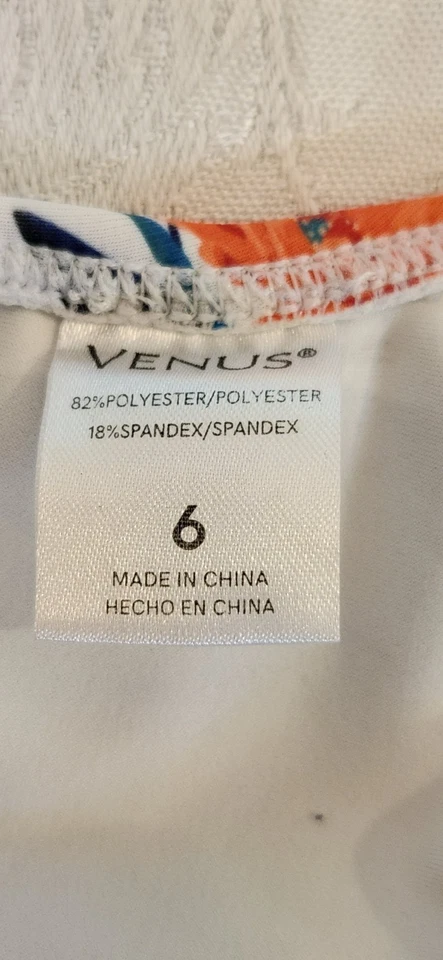 VENUS®
82%POLYESTER/POLYESTER
18%SPANDEX/SPANDEX
6
MADE IN CHINA
HECHO EN CHINA